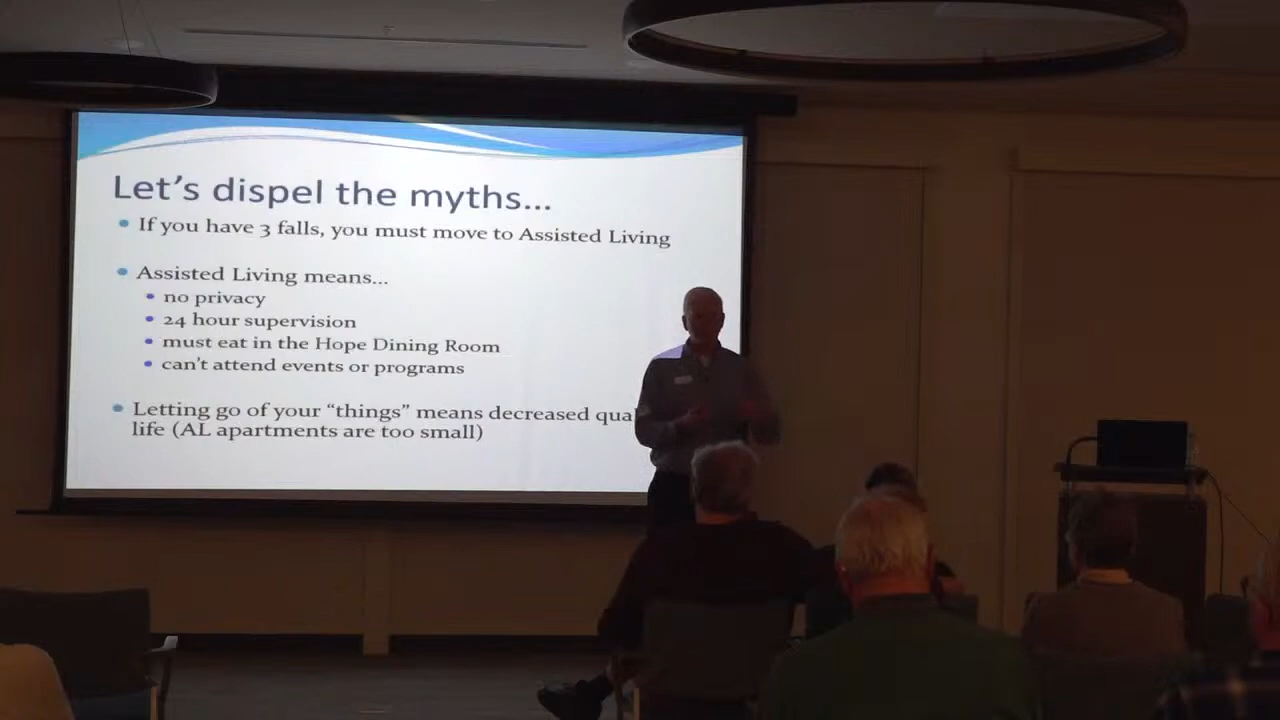 Let's dispel the myths...
If you have 3 falls, you must move to Assisted Living
Assisted Living means...
no privacy
24 hour supervision
must eat in the Hope Dining Room
can't attend events or programs
Letting go of your “things” means decreased
life (AL apartments are too small)